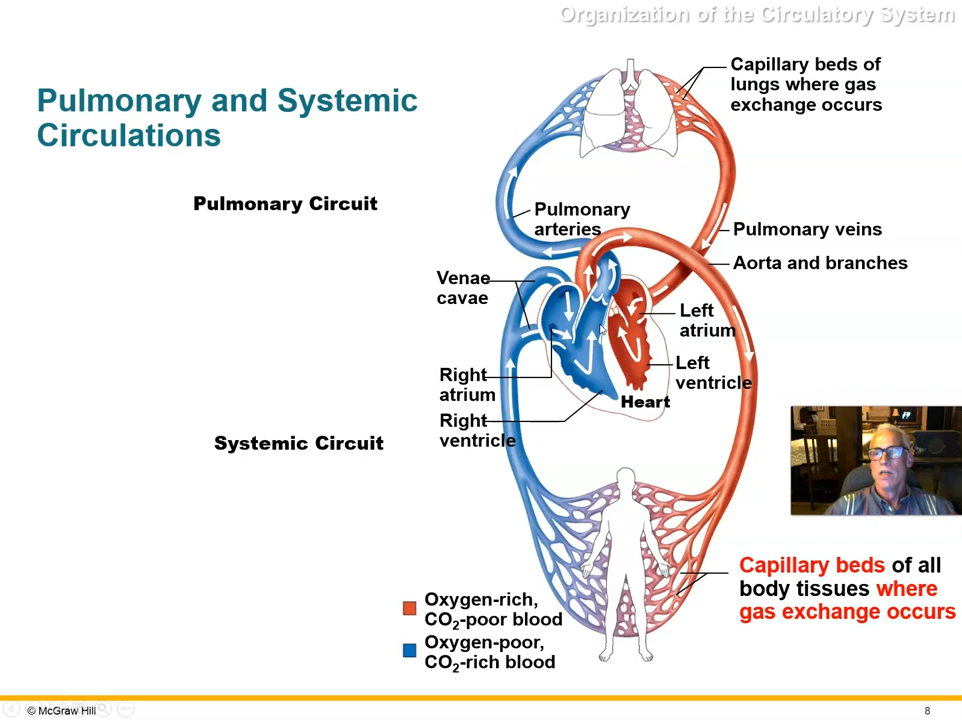 Organization of the Circulatory System
Pulmonary and Systemic
Circulations
Capillary beds of
lungs where gas
exchange occurs
Pulmonary Circuit
Pulmonary
arteries
Pulmonary veins
Aorta and branches
Venae
cavae
Left
atrium
Left
ventricle
Right
atrium
Heart
Right
ventricle
Systemic Circuit
Capillary beds of all
body tissues where
gas exchange occurs
Oxygen-rich,
CO₂-poor blood
Oxygen-poor,
CO₂-rich blood
© McGraw Hill
8